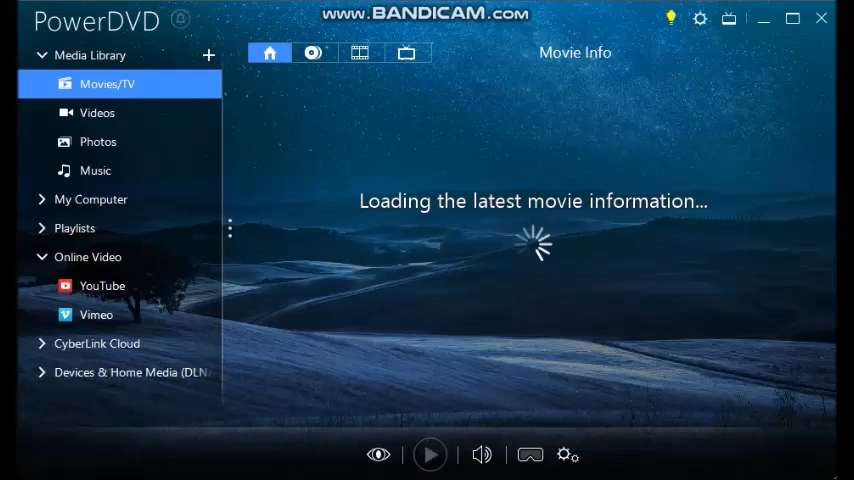 PowerDVD
www.BANDICAM.com
Media Library
Movie Info
Movies/TV
Videos
Photos
Music
My Computer
Loading the latest movie information...
Playlists
Online Video
YouTube
Vimeo
CyberLink Cloud
Devices & Home Media (DLN